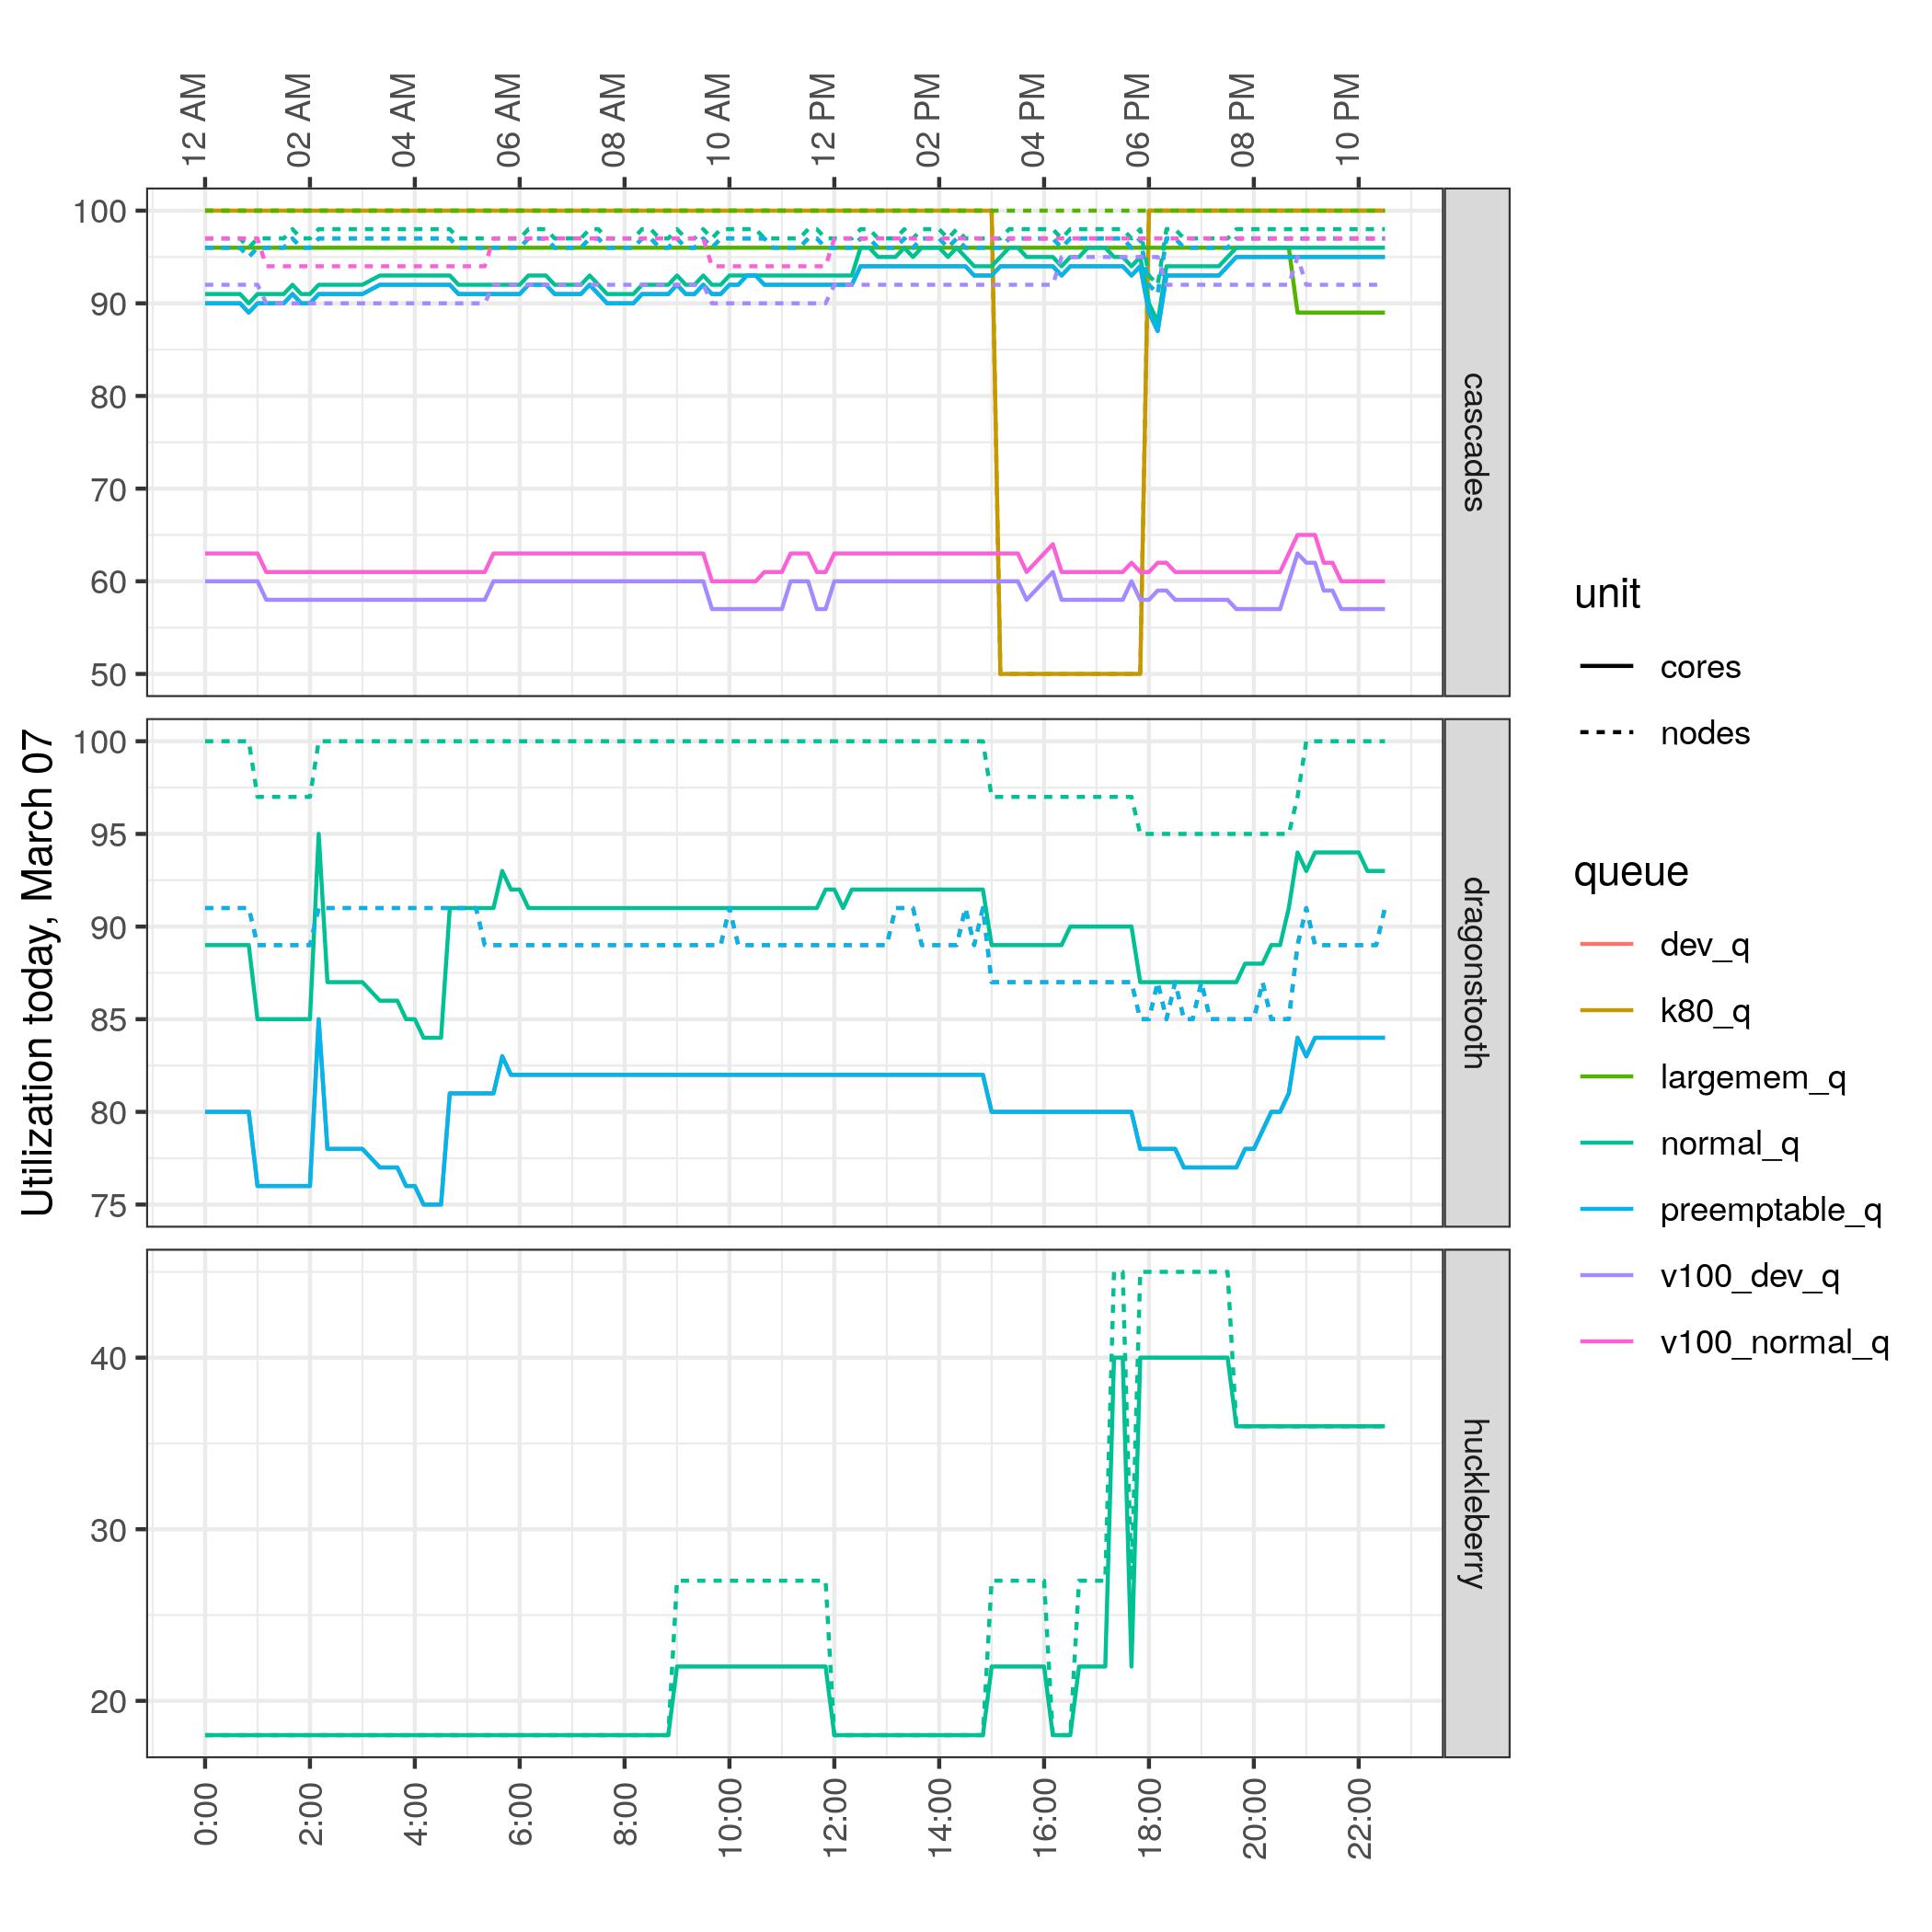 12 AM
02 AM
04 AM
06 AM
08 AM
10 AM
12 PM
02 PM
04 PM
06 PM
08 PM
10 PM
Utilization today, March 07
100
90
80
70
60
50
cascades
100
95
90
85
80
75
dragonstooth
40
30
20
huckleberry
0:00
2:00
4:00
6:00
8:00
10:00
12:00
14:00
16:00
18:00
20:00
22:00
unit
cores
nodes
queue
dev_q
k80_q
largemem_q
normal_q
preemptable_q
v100_dev_q
v100_normal_q